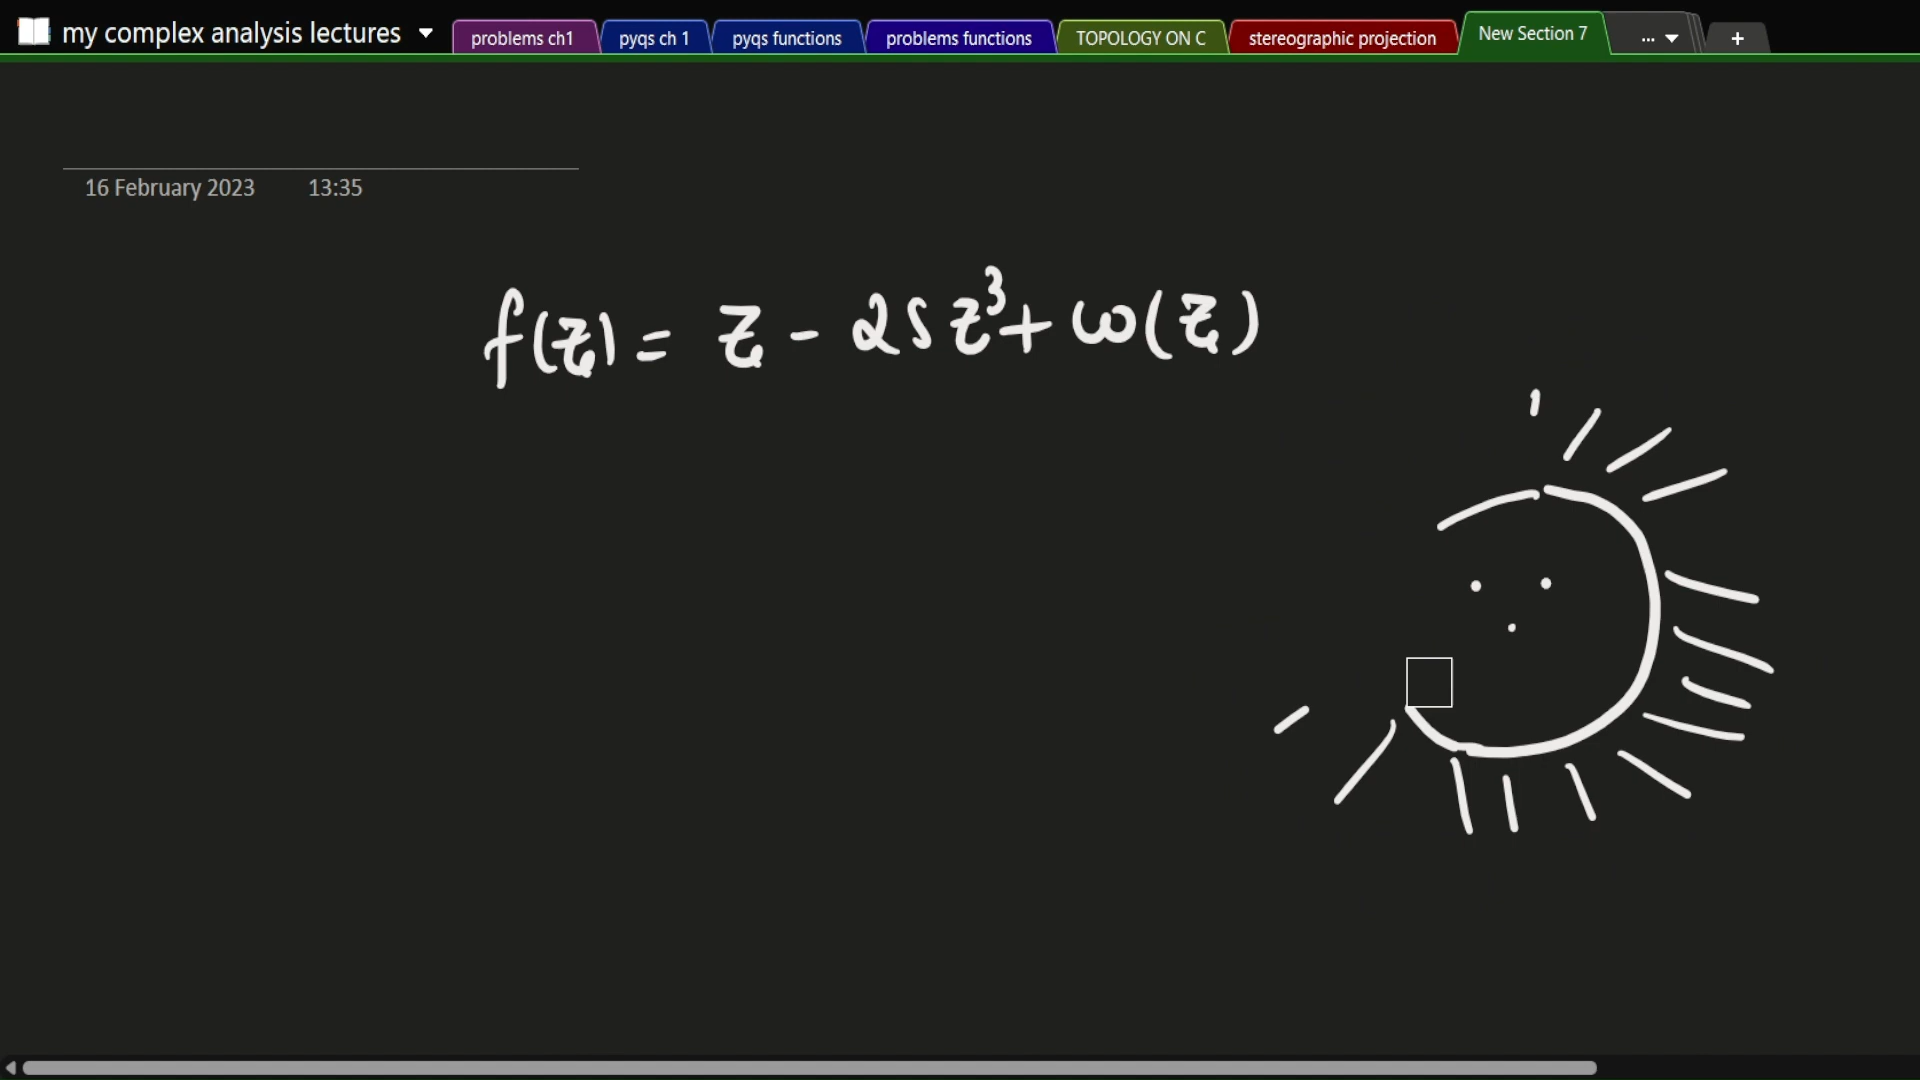 my complex analysis lectures
problems ch1
pyqs ch 1
pyqs functions
problems functions
TOPOLOGY ON C
stereographic projection
New Section 7
...
+
16 February 2023 13:35
f(z) = z - 25z³ + ω(z)